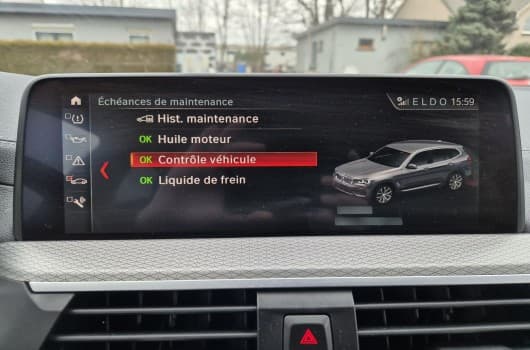 Échéances de maintenance
ELDO 15:59
Hist. maintenance
OK Huile moteur
OK Contrôle véhicule
OK Liquide de frein